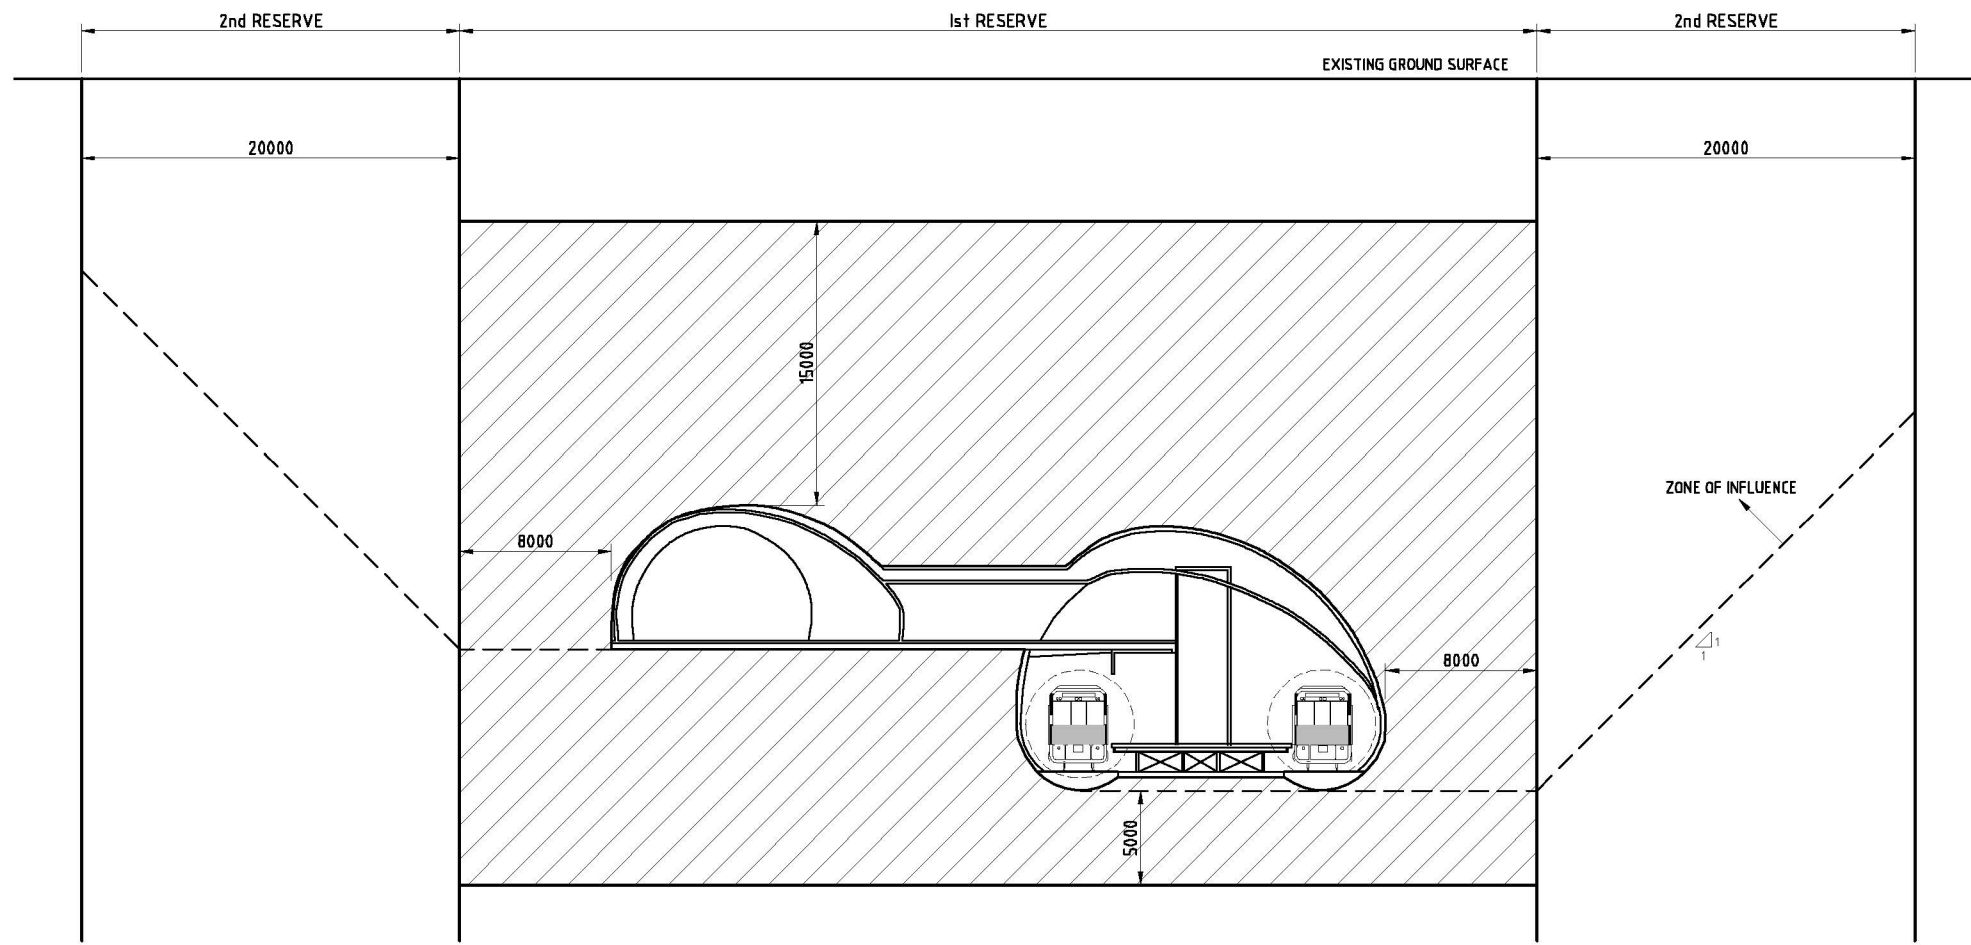 2nd RESERVE
1st RESERVE
2nd RESERVE
EXISTING GROUND SURFACE
20000
20000
15000
ZONE OF INFLUENCE
8000
1
1
8000
5000